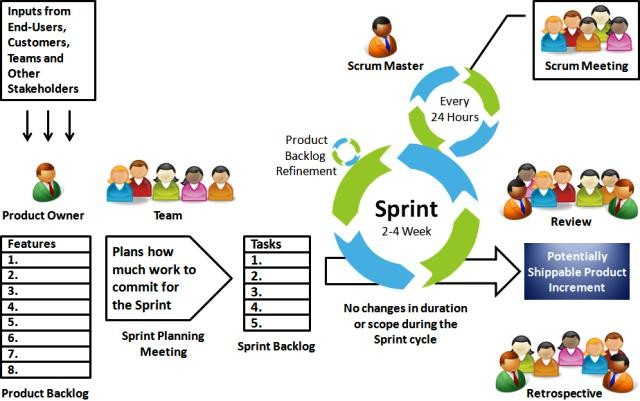 Inputs from
End-Users,
Customers,
Teams and
Other
Stakeholders
Product Owner
Team
Features
1.
2.
3.
4.
5.
6.
7.
8.
Product Backlog
Plans how
much work to
commit for
the Sprint
Sprint Planning
Meeting
Tasks
1.
2.
3.
4.
5.
Sprint Backlog
Product
Backlog
Refinement
Scrum Master
Every
24 Hours
Sprint
2-4 Week
No changes in duration
or scope during the
Sprint cycle
Scrum Meeting
Review
Potentially
Shippable Product
Increment
Retrospective